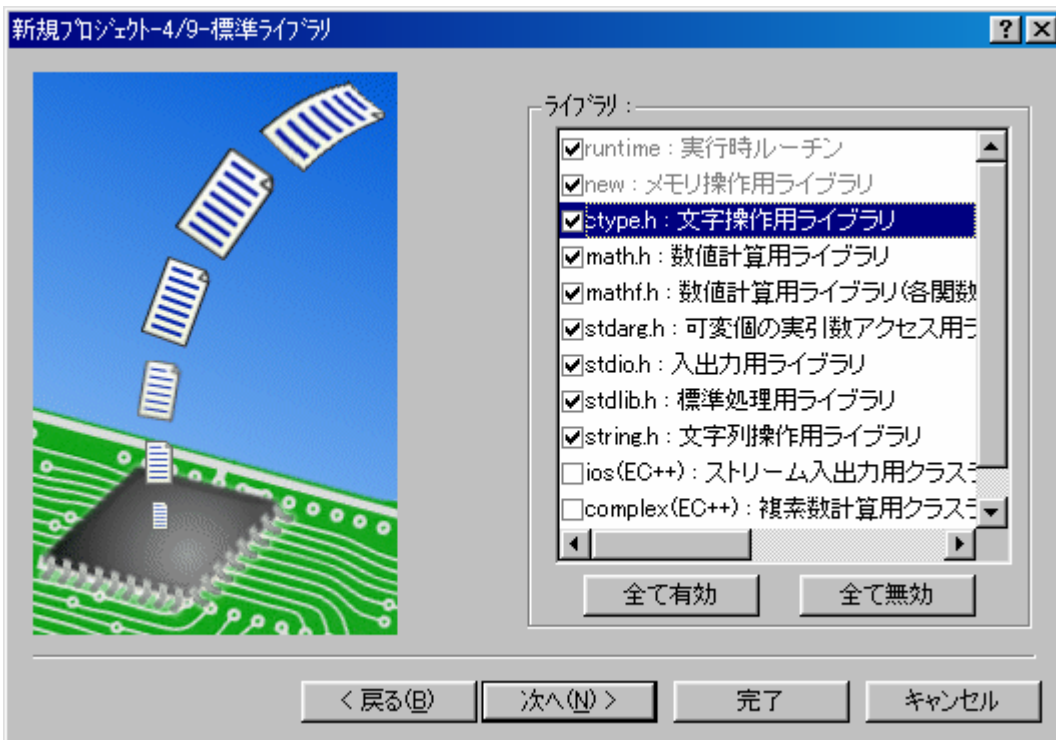 新規プロジェクト-4/9-標準ライブラリ
ライブラリ :
runtime : 実行時ルーチン
new : メモリ操作用ライブラリ
ctype.h : 文字操作用ライブラリ
math.h : 数値計算用ライブラリ
mathf.h : 数値計算用ライブラリ(各関数
stdarg.h : 可変個の実引数アクセス用ラ
stdio.h : 入出力用ライブラリ
stdlib.h : 標準処理用ライブラリ
string.h : 文字列操作用ライブラリ
ios(EC++) : ストリーム入出力用クラスラ
complex(EC++) : 複素数計算用クラスラ
全て有効 全て無効
< 戻る(B) 次へ(N) > 完了 キャンセル